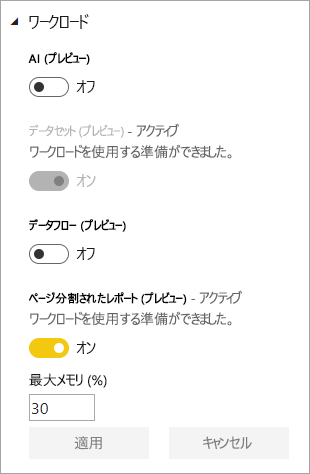 ワークロード
AI (プレビュー)
オフ
データセット (プレビュー) - アクティブ
ワークロードを使用する準備ができました。
オン
データフロー (プレビュー)
オフ
ページ分割されたレポート (プレビュー) - アクティブ
ワークロードを使用する準備ができました。
オン
最大メモリ (%)
30
適用 キャンセル